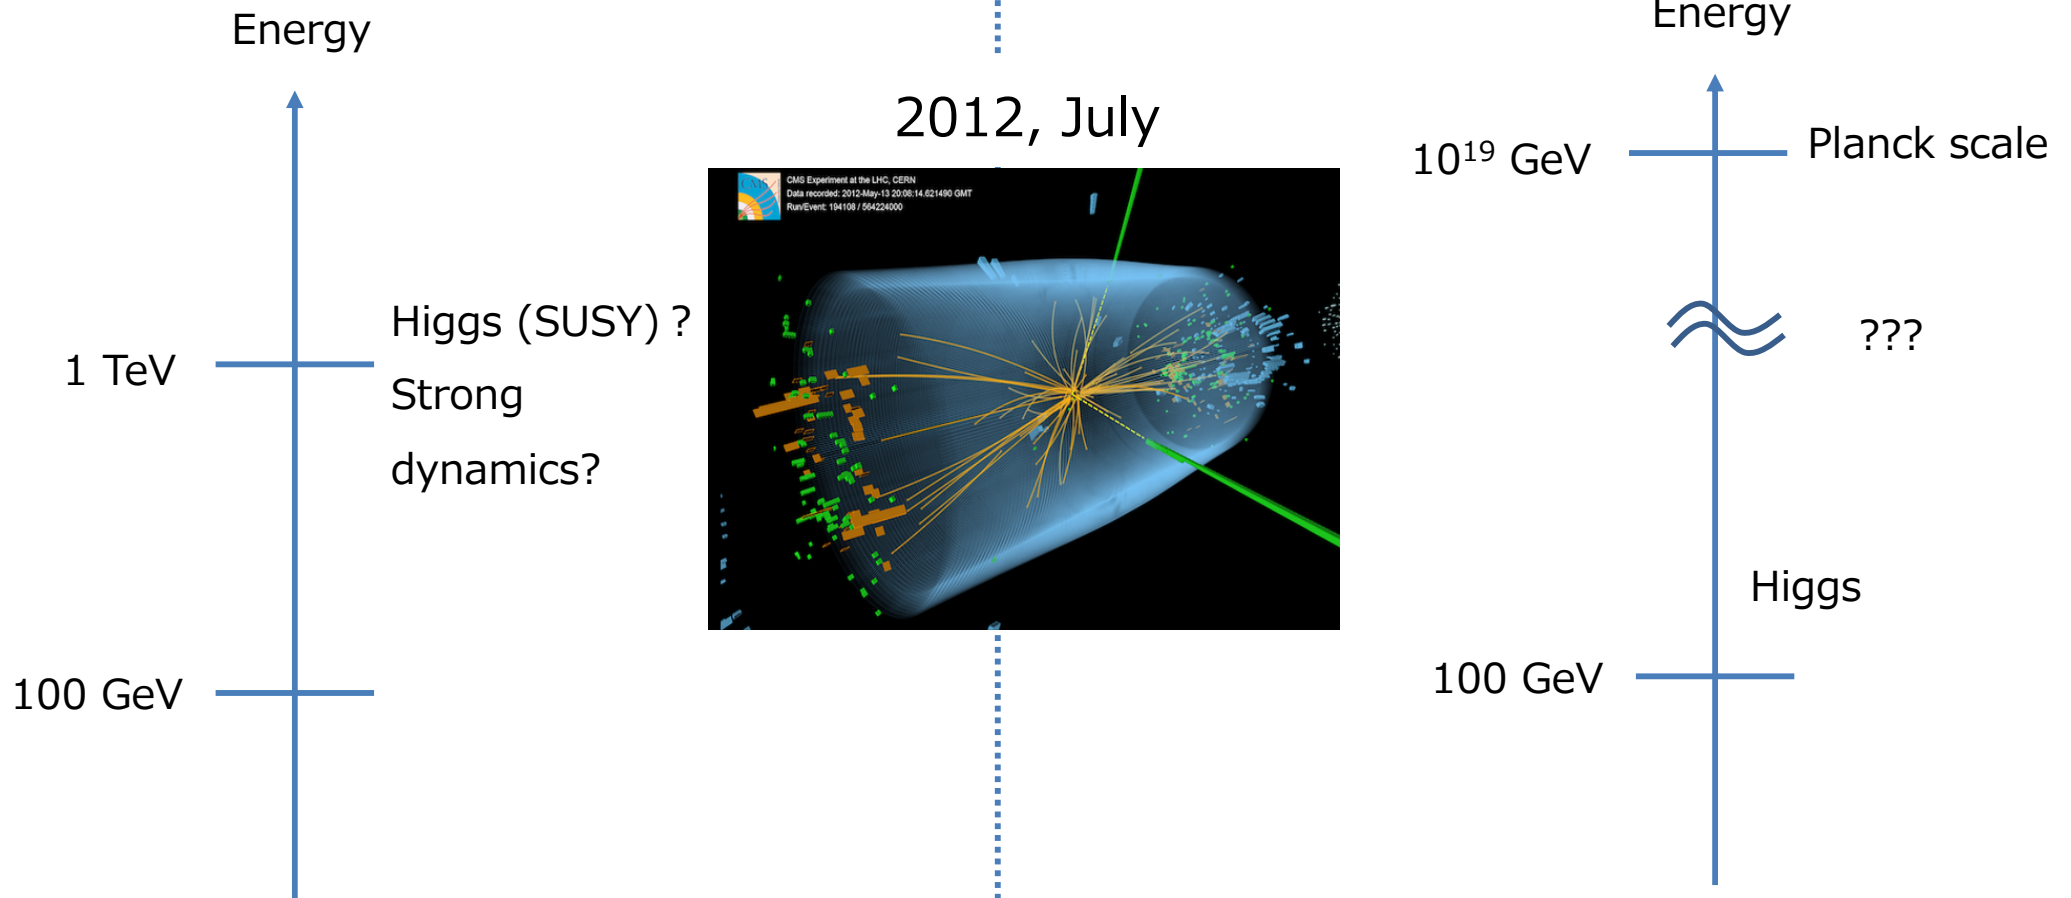 Energy
1 TeV
Higgs (SUSY) ?
Strong
dynamics?
100 GeV
2012, July
CMS
CMS Experiment at the LHC, CERN
Data recorded: 2012-May-13 20:08:14.621490 GMT
Run/Event: 194108 / 564224000
Energy
10¹⁹ GeV
Planck scale
???
Higgs
100 GeV